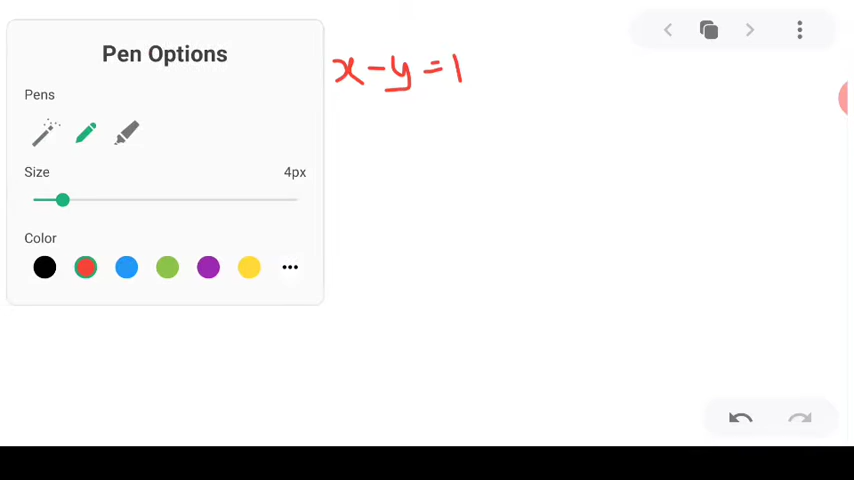 Pen Options
x - y = 1
Pens
Size 4px
Color